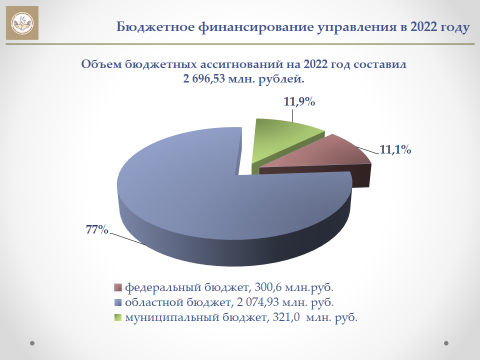 Бюджетное финансирование управления в 2022 году
Объем бюджетных ассигнований на 2022 год составил
2 696,53 млн. рублей.
11,9%
11,1%
77%
федеральный бюджет, 300,6 млн.руб.
областной бюджет, 2 074,93 млн. руб.
муниципальный бюджет, 321,0 млн. руб.